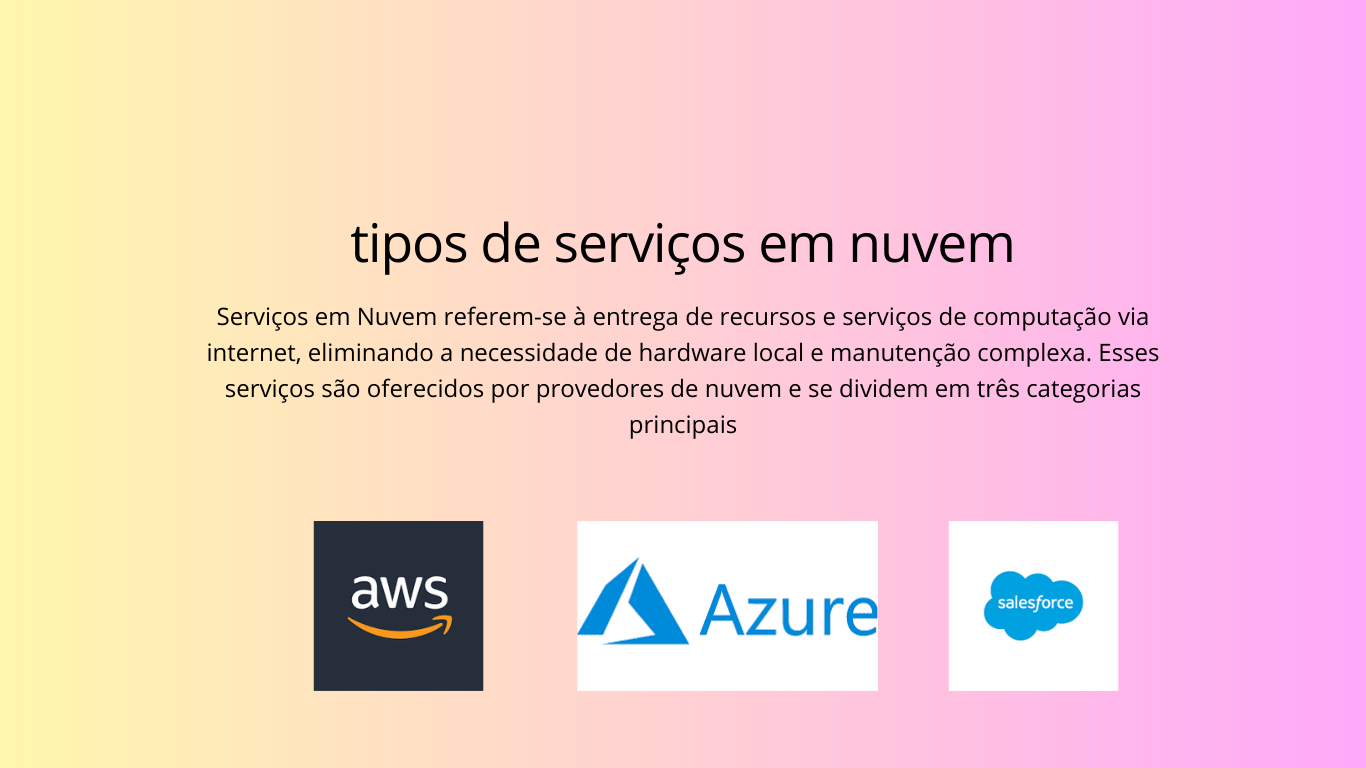 tipos de serviços em nuvem
Serviços em Nuvem referem-se à entrega de recursos e serviços de computação via
internet, eliminando a necessidade de hardware local e manutenção complexa. Esses
serviços são oferecidos por provedores de nuvem e se dividem em três categorias
principais
aws
Azure
salesforce